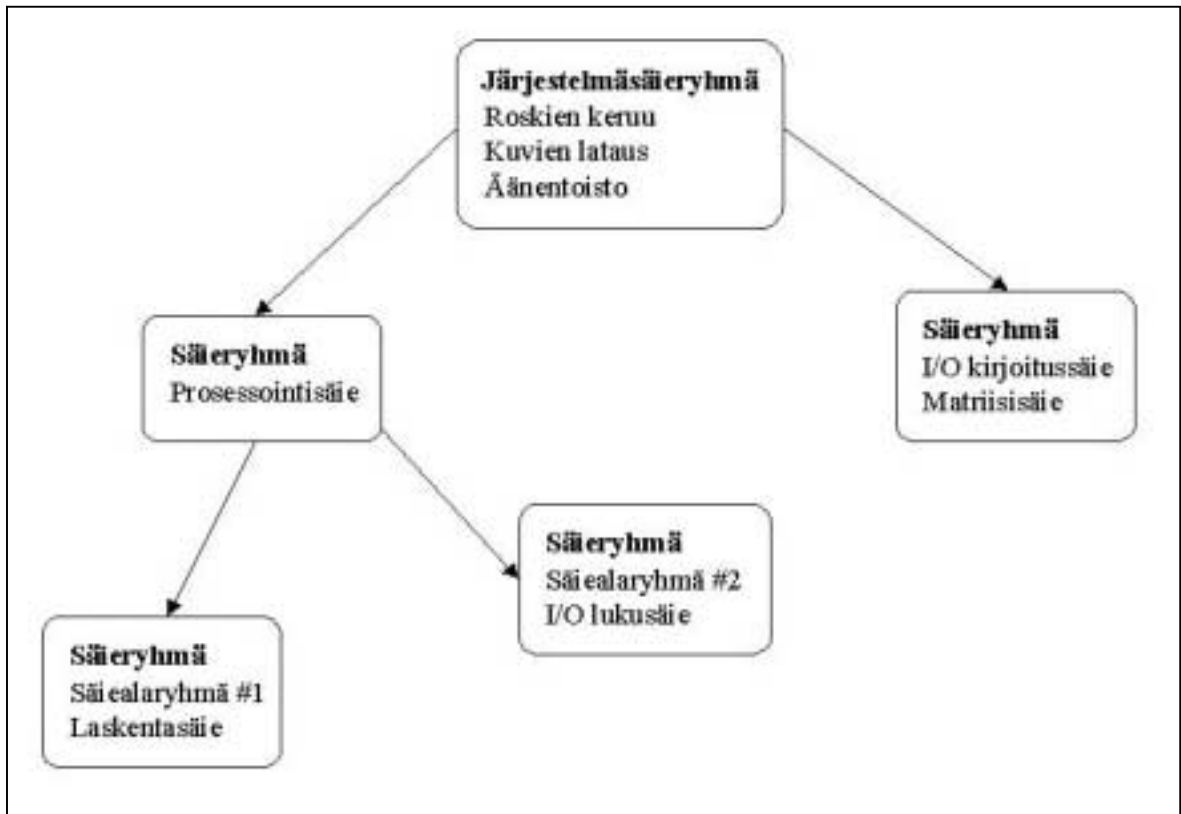 Järjestelmäsäieryhmä
Roskien keruu
Kuvien lataus
Äänentoisto
Säieryhmä
Prosessointisäie
Säieryhmä
I/O kirjoitussäie
Matriisisäie
Säieryhmä
Säiealaryhmä #2
I/O lukusäie
Säieryhmä
Säiealaryhmä #1
Laskentasäie